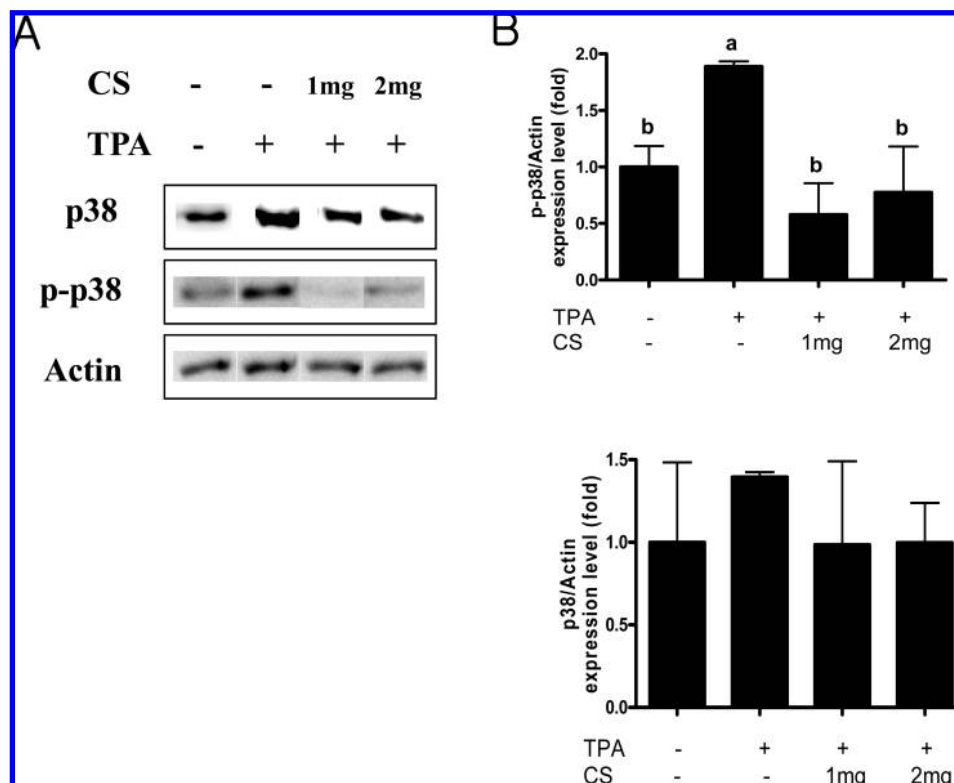 A
CS - - 1mg 2mg
TPA - + + +
p38
p-p38
Actin
B
p-p38/Actin
expression level (fold)
2.0
1.5
1.0
0.5
0.0
b a b b
TPA - + + +
CS - - 1mg 2mg
p38/Actin
expression level (fold)
1.5
1.0
0.5
0.0
TPA - + + +
CS - - 1mg 2mg